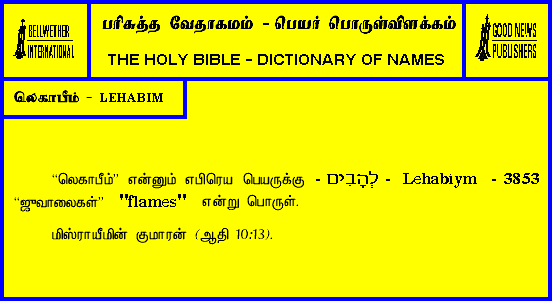 BELLWETHER
INTERNATIONAL
பரிசுத்த வேதாகமம் - பெயர் பொருள்விளக்கம்
THE HOLY BIBLE - DICTIONARY OF NAMES
GOOD NEWS
PUBLISHERS
லெகாபீம் - LEHABIM
“லெகாபீம்” என்னும் எபிரெய பெயருக்கு - לְהָבִים - Lehabiym - 3853
“ஜுவாலைகள்” "flames" என்று பொருள்.
மிஸ்ராயீமின் குமாரன் (ஆதி 10:13).